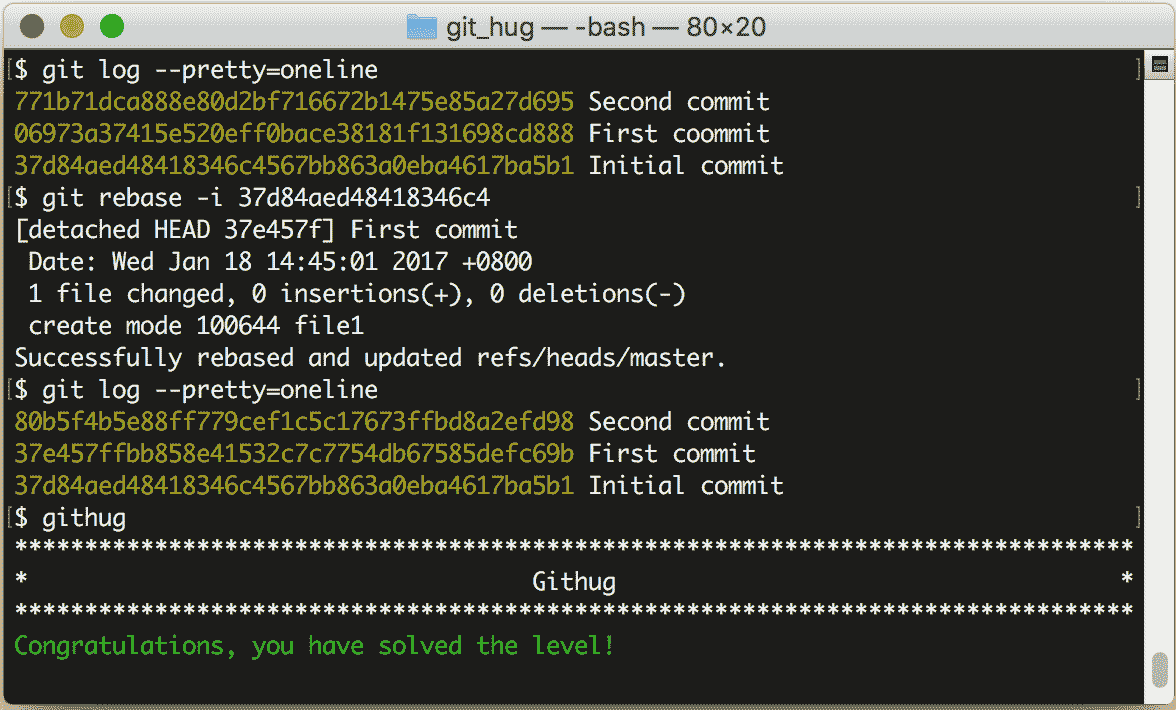 git_hug — -bash — 80×20
[$ git log --pretty=oneline ]
771b71dca888e80d2bf716672b1475e85a27d695 Second commit
06973a37415e520eff0bace38181f131698cd888 First coommit
37d84aed48418346c4567bb863a0eba4617ba5b1 Initial commit
[$ git rebase -i 37d84aed48418346c4 ]
[detached HEAD 37e457f] First commit
Date: Wed Jan 18 14:45:01 2017 +0800
1 file changed, 0 insertions(+), 0 deletions(-)
create mode 100644 file1
Successfully rebased and updated refs/heads/master.
[$ git log --pretty=oneline ]
80b5f4b5e88ff779cef1c5c17673ffbd8a2efd98 Second commit
37e457ffbb858e41532c7c7754db67585defc69b First commit
37d84aed48418346c4567bb863a0eba4617ba5b1 Initial commit
[$ githug ]
********************************************************************************
* Githug *
********************************************************************************
Congratulations, you have solved the level!